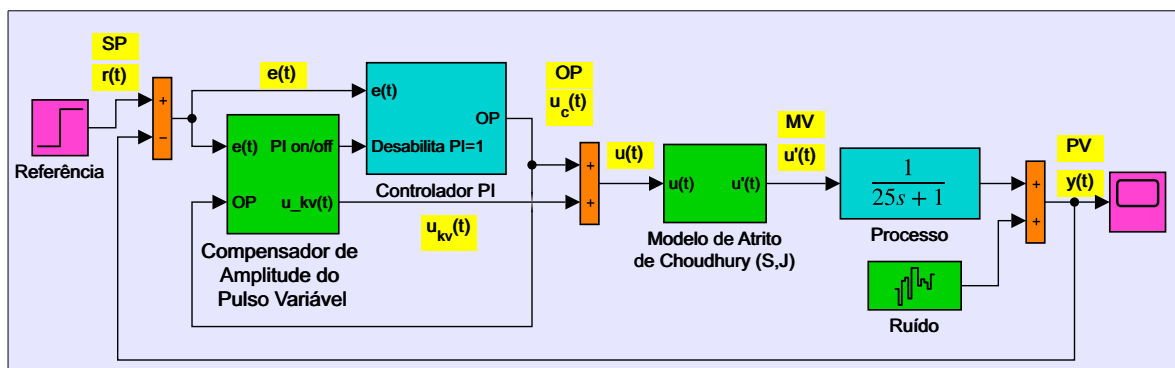 SP
r(t)
+
−
Referência
e(t)
e(t)
OP
Desabilita PI=1
Controlador PI
e(t)
PI on/off
OP
u_kv(t)
Compensador de
Amplitude do
Pulso Variável
u_kv(t)
OP
u_c(t)
+
+
u(t)
u(t)
u'(t)
Modelo de Atrito
de Choudhury (S,J)
MV
u'(t)
1
25s + 1
Processo
Ruído
+
+
PV
y(t)